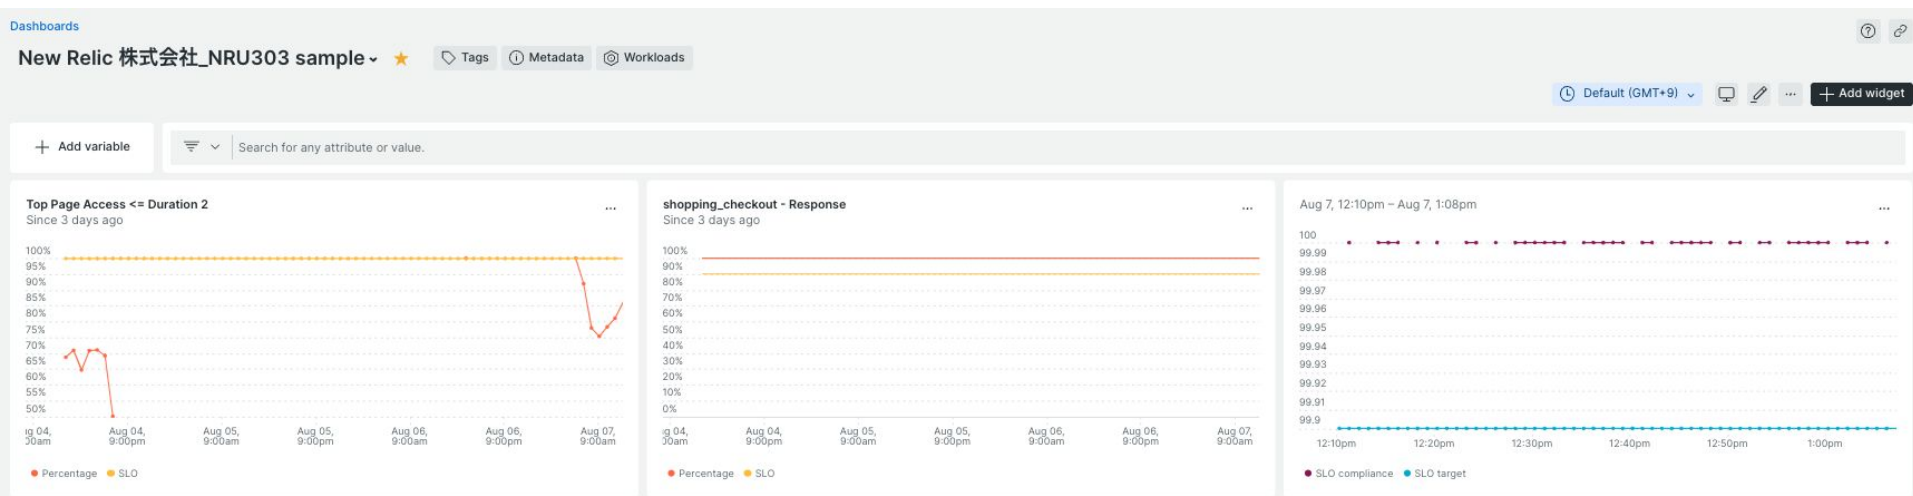 Dashboards
New Relic 株式会社_NRU303 sample
Tags
Metadata
Workloads
Default (GMT+9)
Add widget
Add variable
Search for any attribute or value.
Top Page Access <= Duration 2
Since 3 days ago
100%
95%
90%
85%
80%
75%
70%
65%
60%
55%
50%
Aug 04, 9:00pm
Aug 05, 9:00am
Aug 05, 9:00pm
Aug 06, 9:00am
Aug 06, 9:00pm
Aug 07, 9:00am
Percentage
SLO
shopping_checkout - Response
Since 3 days ago
100%
90%
80%
70%
60%
50%
40%
30%
20%
10%
0%
Aug 04, 9:00pm
Aug 05, 9:00am
Aug 05, 9:00pm
Aug 06, 9:00am
Aug 06, 9:00pm
Aug 07, 9:00am
Percentage
SLO
Aug 7, 12:10pm – Aug 7, 1:08pm
100
99.99
99.98
99.97
99.96
99.95
99.94
99.93
99.92
99.91
99.9
12:10pm
12:20pm
12:30pm
12:40pm
12:50pm
1:00pm
SLO compliance
SLO target